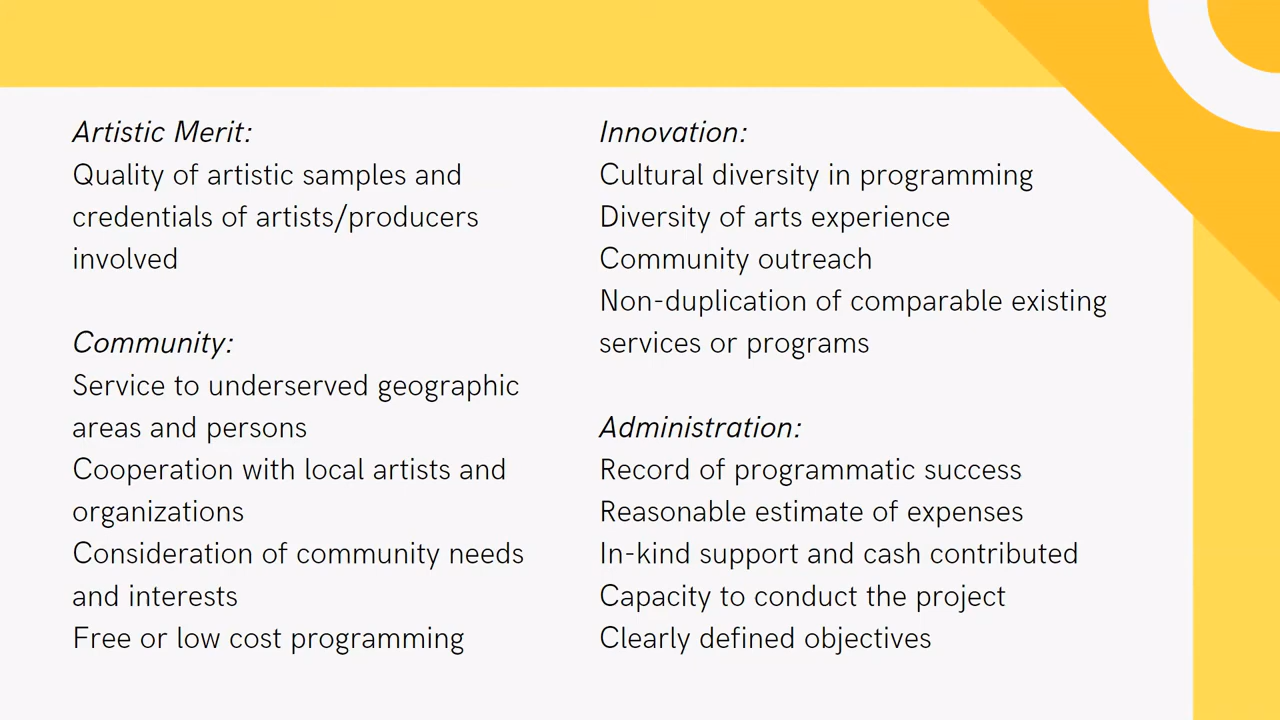 Artistic Merit:
Quality of artistic samples and
credentials of artists/producers
involved
Community:
Service to underserved geographic
areas and persons
Cooperation with local artists and
organizations
Consideration of community needs
and interests
Free or low cost programming
Innovation:
Cultural diversity in programming
Diversity of arts experience
Community outreach
Non-duplication of comparable existing
services or programs
Administration:
Record of programmatic success
Reasonable estimate of expenses
In-kind support and cash contributed
Capacity to conduct the project
Clearly defined objectives